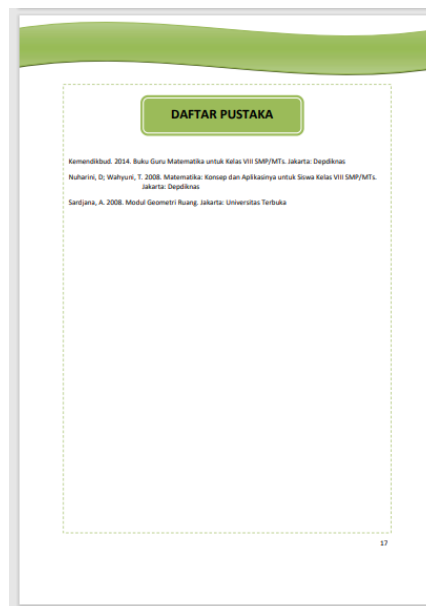 DAFTAR PUSTAKA
Kemendikbud. 2014. Buku Guru Matematika untuk Kelas VIII SMP/MTs. Jakarta: Depdiknas
Nuharini, D; Wahyuni, T. 2008. Matematika: Konsep dan Aplikasinya untuk Siswa Kelas VIII SMP/MTs.
Jakarta: Depdiknas
Sardjana, A. 2008. Modul Geometri Ruang. Jakarta: Universitas Terbuka
17